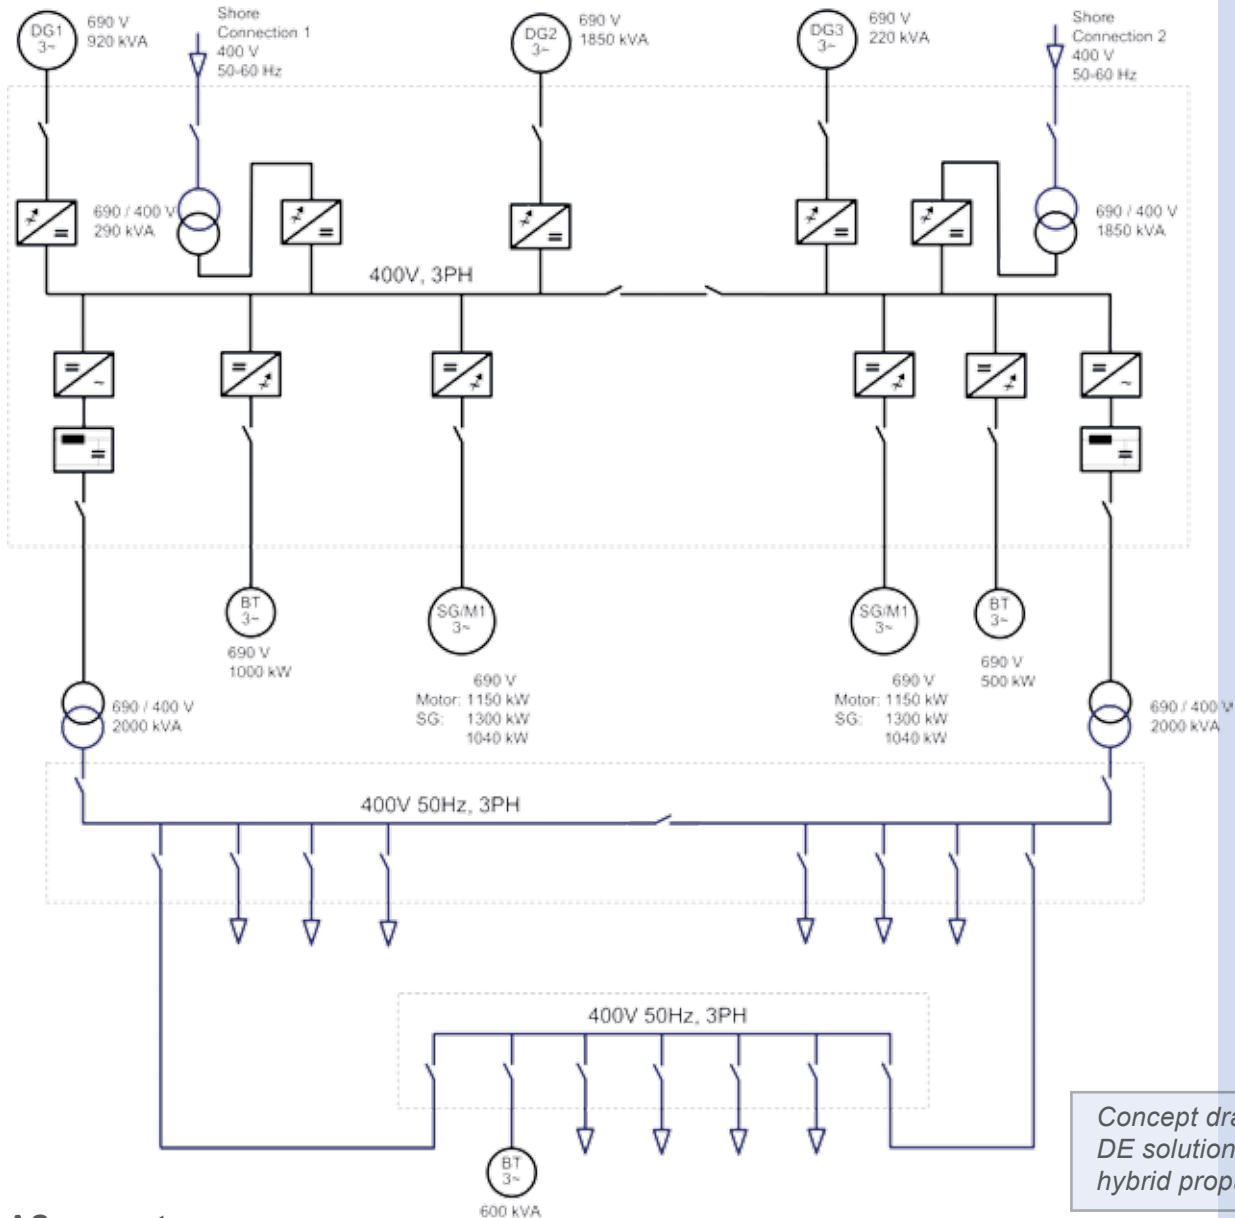 DG1
3~
690 V
920 kVA
Shore
Connection 1
400 V
50-60 Hz
DG2
3~
690 V
1850 kVA
DG3
3~
690 V
220 kVA
Shore
Connection 2
400 V
50-60 Hz
690 / 400 V
290 kVA
690 / 400 V
1850 kVA
400V, 3PH
BT
3~
690 V
1000 kW
SG/M1
3~
690 V
Motor: 1150 kW
SG: 1300 kW
1040 kW
SG/M1
3~
690 V
Motor: 1150 kW
SG: 1300 kW
1040 kW
BT
3~
690 V
500 kW
690 / 400 V
2000 kVA
690 / 400 V
2000 kVA
400V 50Hz, 3PH
400V 50Hz, 3PH
BT
3~
600 kVA
Concept dra
DE solution
hybrid prop